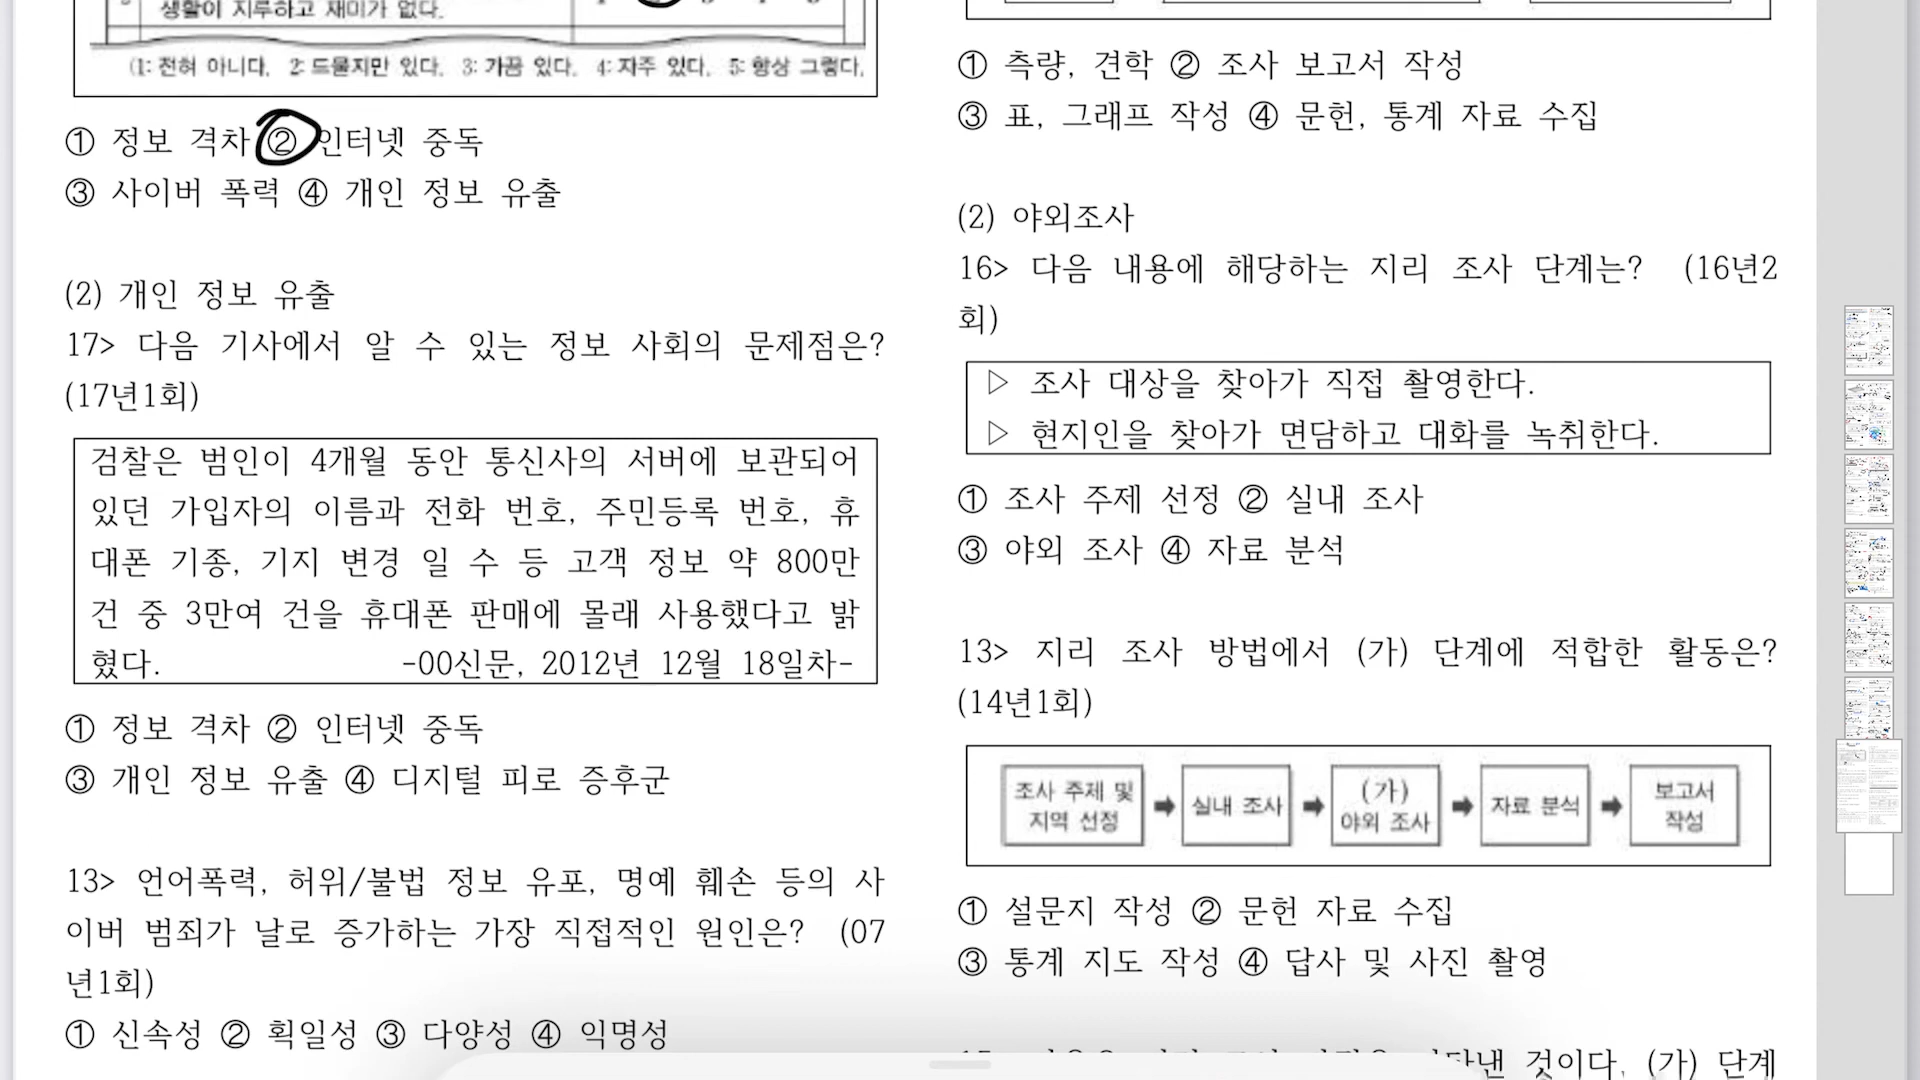 생활이 지루하고 재미가 없다.
(1: 전혀 아니다. 2: 드물지만 있다. 3: 가끔 있다. 4: 자주 있다. 5: 항상 그렇다.
① 정보 격차 ② 인터넷 중독
③ 사이버 폭력 ④ 개인 정보 유출
(2) 개인 정보 유출
17> 다음 기사에서 알 수 있는 정보 사회의 문제점은?
(17년1회)
검찰은 범인이 4개월 동안 통신사의 서버에 보관되어
있던 가입자의 이름과 전화 번호, 주민등록 번호, 휴
대폰 기종, 기지 변경 일 수 등 고객 정보 약 800만
건 중 3만여 건을 휴대폰 판매에 몰래 사용했다고 밝
혔다. -00신문, 2012년 12월 18일차-
① 정보 격차 ② 인터넷 중독
③ 개인 정보 유출 ④ 디지털 피로 증후군
13> 언어폭력, 허위/불법 정보 유포, 명예 훼손 등의 사
이버 범죄가 날로 증가하는 가장 직접적인 원인은? (07
년1회)
① 신속성 ② 획일성 ③ 다양성 ④ 익명성
① 측량, 견학 ② 조사 보고서 작성
③ 표, 그래프 작성 ④ 문헌, 통계 자료 수집
(2) 야외조사
16> 다음 내용에 해당하는 지리 조사 단계는? (16년2
회)
▷ 조사 대상을 찾아가 직접 촬영한다.
▷ 현지인을 찾아가 면담하고 대화를 녹취한다.
① 조사 주제 선정 ② 실내 조사
③ 야외 조사 ④ 자료 분석
13> 지리 조사 방법에서 (가) 단계에 적합한 활동은?
(14년1회)
조사 주제 및 지역 선정 ➡ 실내 조사 ➡ (가) 야외 조사 ➡ 자료 분석 ➡ 보고서 작성
① 설문지 작성 ② 문헌 자료 수집
③ 통계 지도 작성 ④ 답사 및 사진 촬영
것이다. (가) 단계